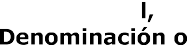 l,
Denominación o